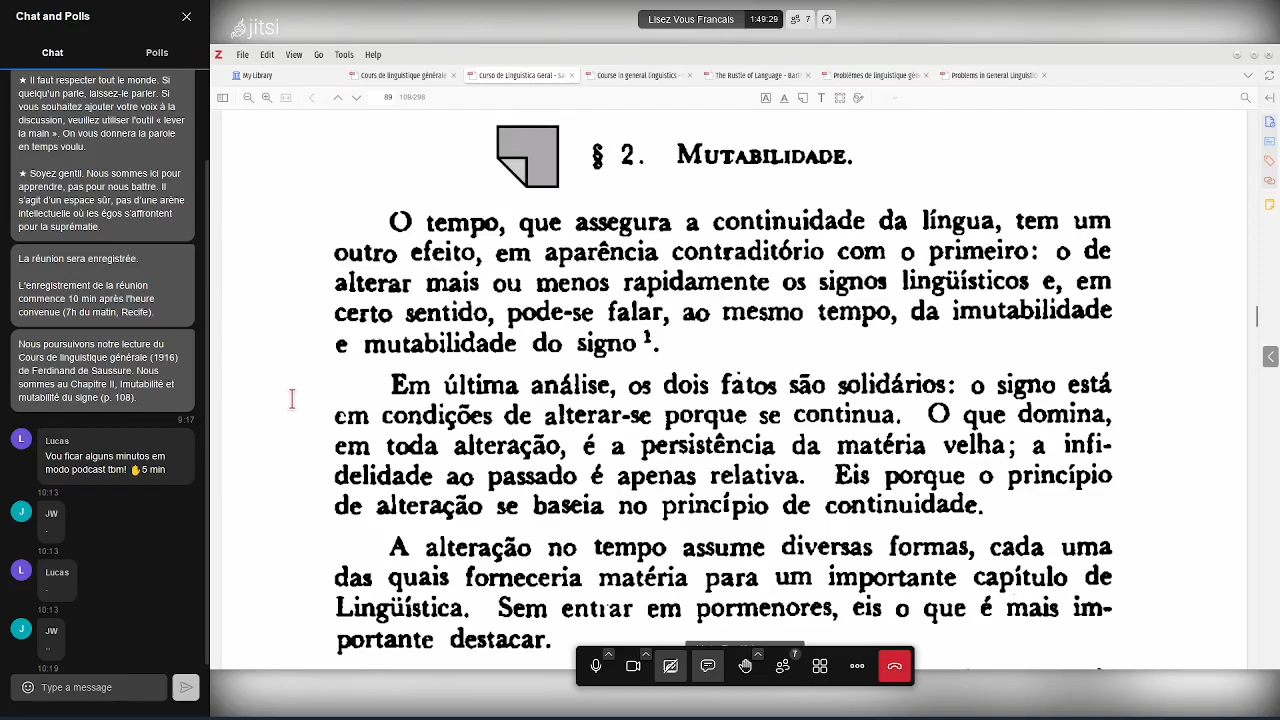 Chat and Polls
Chat
Polls
★ Il faut respecter tout le monde. Si
quelqu'un parle, laissez-le parler. Si
vous souhaitez ajouter votre voix à la
discussion, veuillez utiliser l'outil « lever
la main ». On vous donnera la parole
en temps voulu.
★ Soyez gentil. Nous sommes ici pour
apprendre, pas pour nous battre. Il
s'agit d'un espace sûr, pas d'une arène
intellectuelle où les égos s'affrontent
pour la suprématie.
La réunion sera enregistrée.
L'enregistrement de la réunion
commence 10 min après l'heure
convenue (7h du matin, Recife).
Nous poursuivons notre lecture du
Cours de linguistique générale (1916)
de Ferdinand de Saussure. Nous
sommes au Chapitre II, Imutabilité et
mutabilité du signe (p. 108).
9:17
L
Lucas
Vou ficar alguns minutos em
modo podcast tbm! ✋5 min
10:13
J
JW
.
10:13
L
Lucas
.
10:13
J
JW
..
10:19
Type a message
jitsi
Lisez Vous Francais
1:49:29
7
Z
File Edit View Go Tools Help
My Library
Cours de linguistique générale
Curso de Linguística Geral - Sa
Course in general linguistics -
The Rustle of Language - Bart
Problèmes de linguistique gén
Problems in General Linguistic
89 109/298
§ 2. Mutabilidade.
O tempo, que assegura a continuidade da língua, tem um
outro efeito, em aparência contraditório com o primeiro: o de
alterar mais ou menos rapidamente os signos lingüísticos e, em
certo sentido, pode-se falar, ao mesmo tempo, da imutabilidade
e mutabilidade do signo ¹.
Em última análise, os dois fatos são solidários: o signo está
em condições de alterar-se porque se continua. O que domina,
em toda alteração, é a persistência da matéria velha; a infi-
delidade ao passado é apenas relativa. Eis porque o princípio
de alteração se baseia no princípio de continuidade.
A alteração no tempo assume diversas formas, cada uma
das quais forneceria matéria para um importante capítulo de
Lingüística. Sem entrar em pormenores, eis o que é mais im-
portante destacar.
7